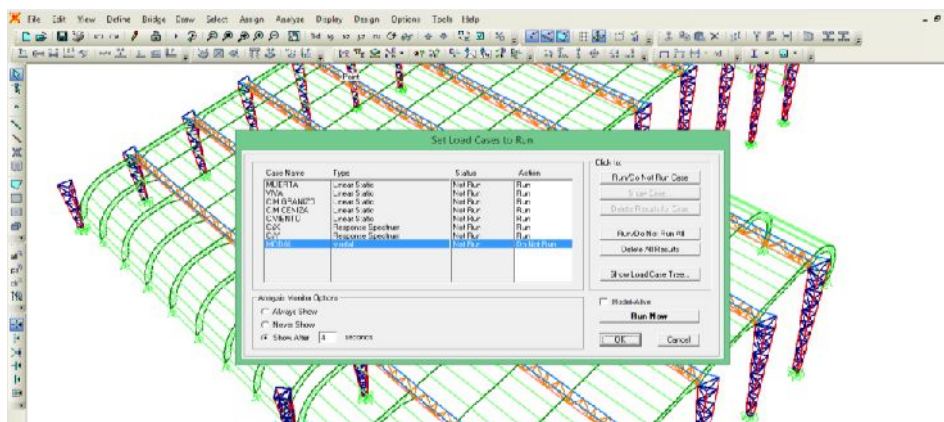 File Edit View Define Bridge Draw Select Assign Analyze Display Design Options Tools Help
Set Load Cases to Run
Case Name Type Status Action
MUERTA Linear Static Not Run Run
VIVA Linear Static Not Run Run
C.M GRANIZO Linear Static Not Run Run
C.M CENIZA Linear Static Not Run Run
C.VIENTO Linear Static Not Run Run
Response Spectrum Not Run Run
Response Spectrum Not Run Run
MODAL Modal Not Run Do Not Run
Click to:
Run/Do Not Run Case
Show Case...
Delete Results for Case
Run/Do Not Run All
Delete All Results
Show Load Case Tree...
Analysis Monitor Options
Always Show
Never Show
Show After 4 seconds
Model-Alive
Run Now
OK Cancel